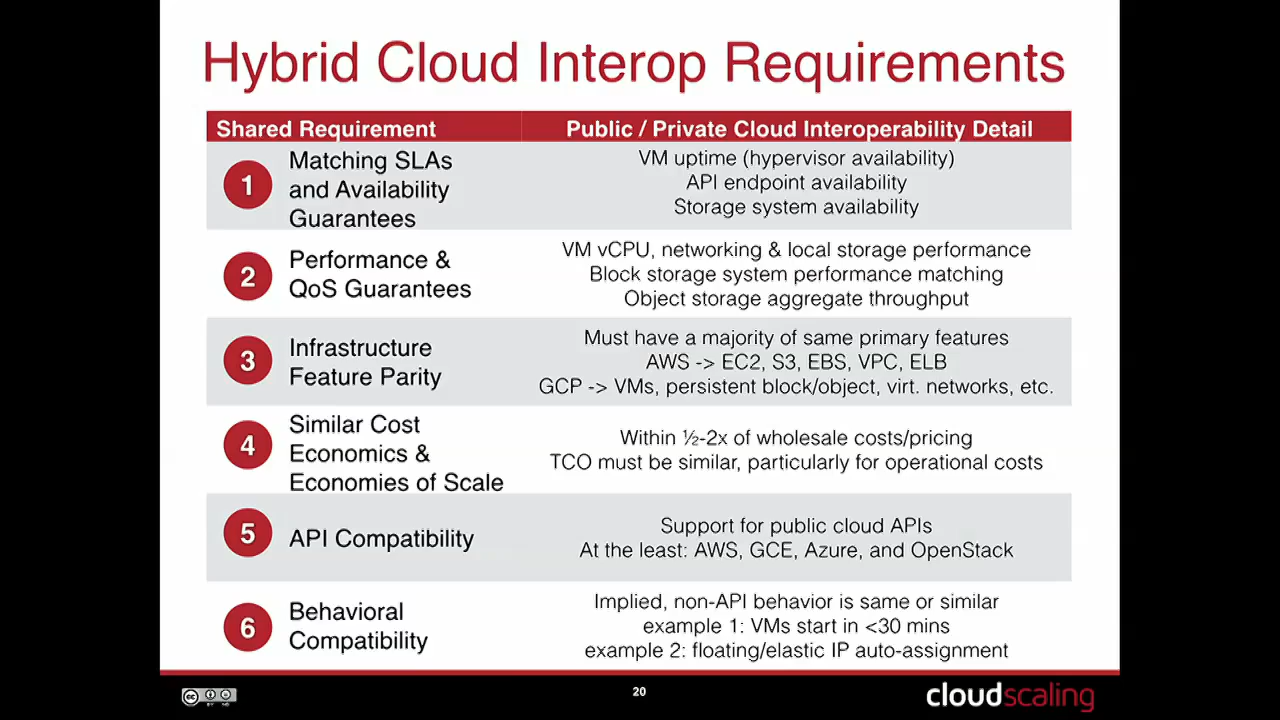 Hybrid Cloud Interop Requirements
Shared Requirement
Public / Private Cloud Interoperability Detail
1
Matching SLAs
and Availability
Guarantees
VM uptime (hypervisor availability)
API endpoint availability
Storage system availability
2
Performance &
QoS Guarantees
VM vCPU, networking & local storage performance
Block storage system performance matching
Object storage aggregate throughput
3
Infrastructure
Feature Parity
Must have a majority of same primary features
AWS -> EC2, S3, EBS, VPC, ELB
GCP -> VMs, persistent block/object, virt. networks, etc.
4
Similar Cost
Economics &
Economies of Scale
Within ½-2x of wholesale costs/pricing
TCO must be similar, particularly for operational costs
5
API Compatibility
Support for public cloud APIs
At the least: AWS, GCE, Azure, and OpenStack
6
Behavioral
Compatibility
Implied, non-API behavior is same or similar
example 1: VMs start in <30 mins
example 2: floating/elastic IP auto-assignment
cc
BY ND
20
cloudscaling